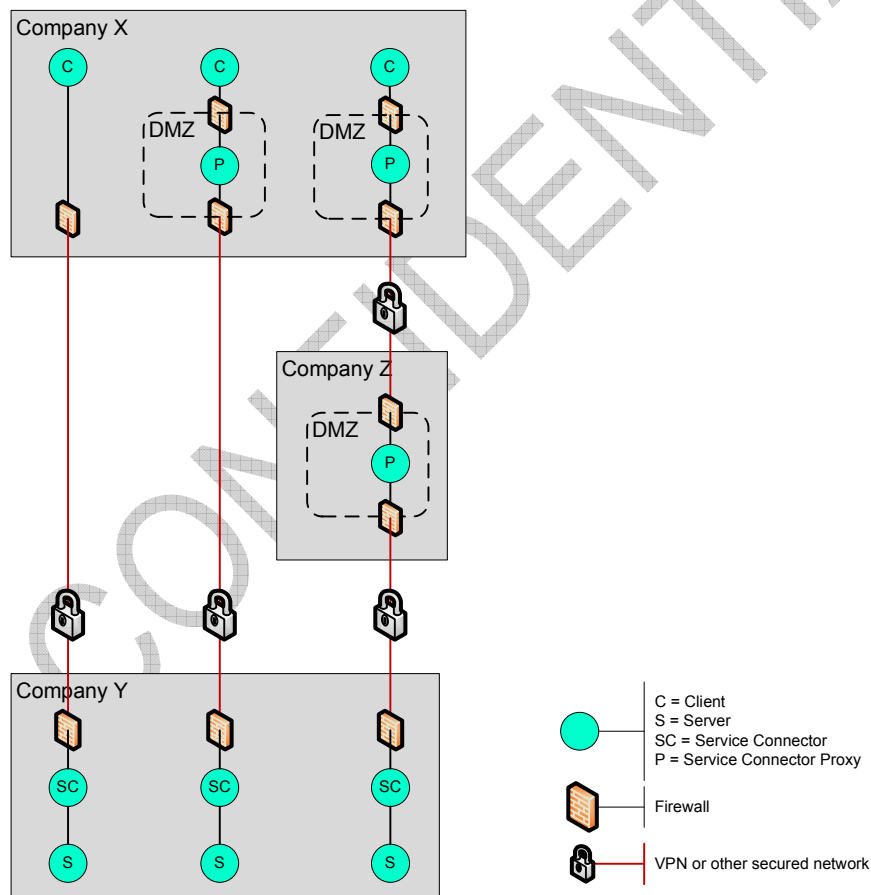 Company X
C
C
C
DMZ
DMZ
P
P
Company Z
DMZ
P
Company Y
SC
SC
SC
S
S
S
C = Client
S = Server
SC = Service Connector
P = Service Connector Proxy
Firewall
VPN or other secured network
CONFIDENTI